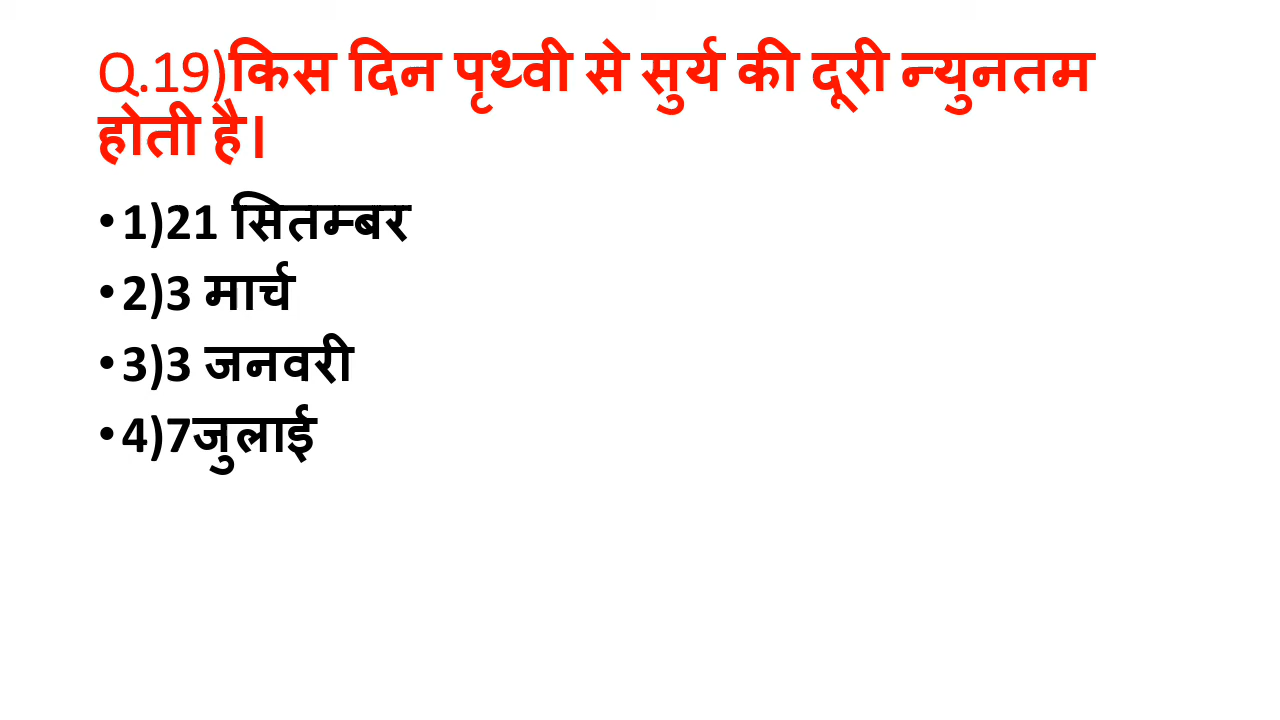 Q.19)किस दिन पृथ्वी से सुर्य की दूरी न्युनतम
होती है।
•1)21 सितम्बर
•2)3 मार्च
•3)3 जनवरी
•4)7जुलाई